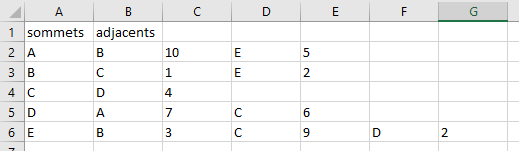 A B C D E F G
1 sommets adjacents
2 A B 10 E 5
3 B C 1 E 2
4 C D 4
5 D A 7 C 6
6 E B 3 C 9 D 2